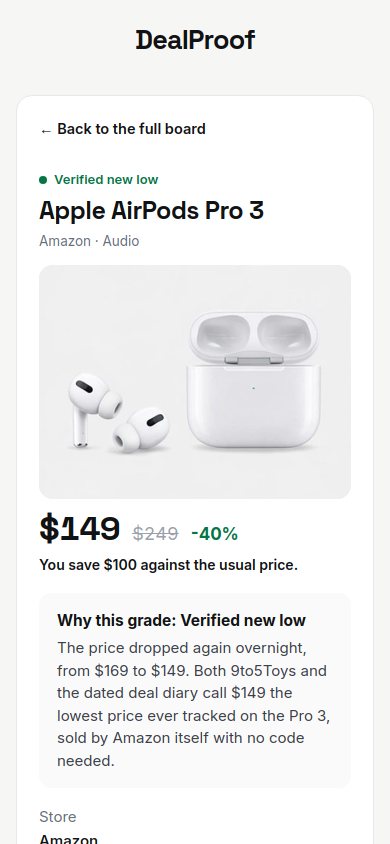 DealProof
← Back to the full board
Verified new low
Apple AirPods Pro 3
Amazon · Audio
$149 $249 -40%
You save $100 against the usual price.
Why this grade: Verified new low
The price dropped again overnight,
from $169 to $149. Both 9to5Toys and
the dated deal diary call $149 the
lowest price ever tracked on the Pro 3,
sold by Amazon itself with no code
needed.
Store
Amazon